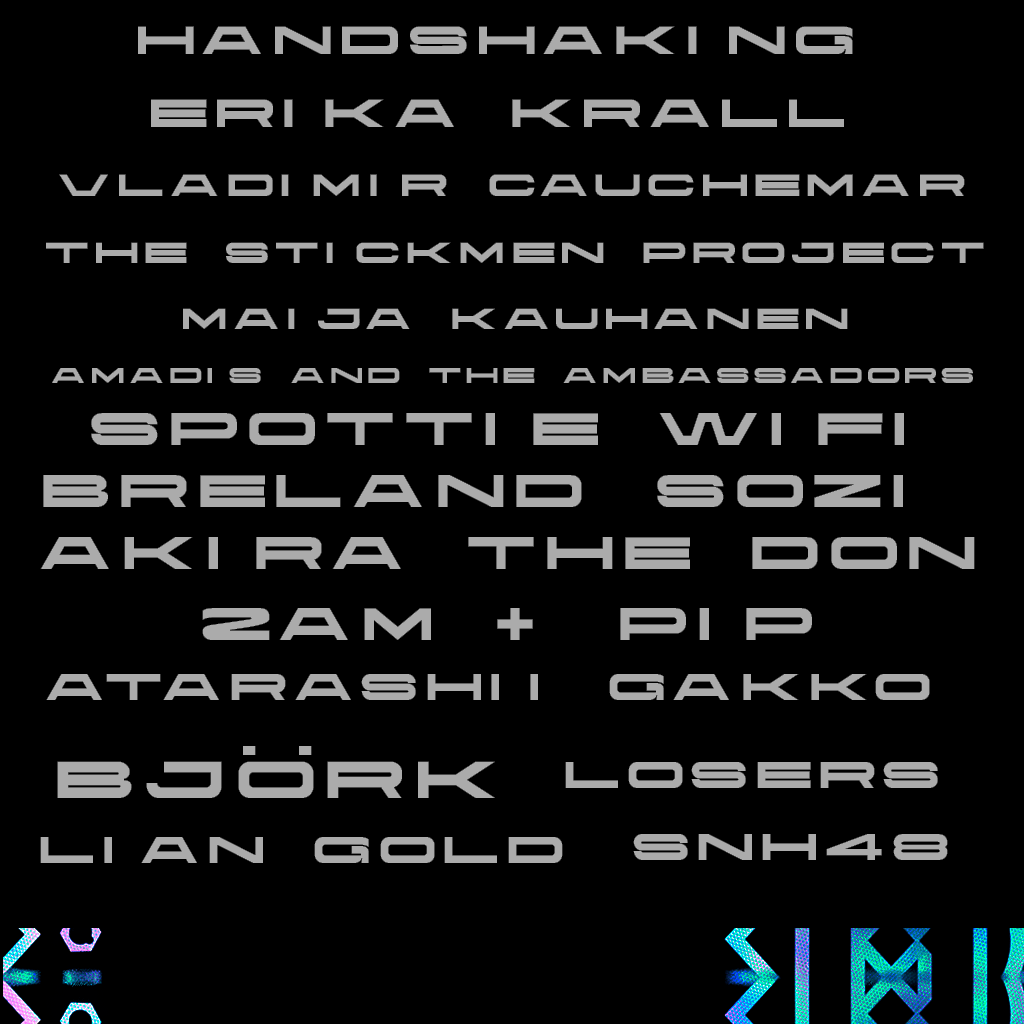 HANDSHAKING
ERIKA KRALL
VLADIMIR CAUCHEMAR
THE STICKMEN PROJECT
MAIJA KAUHANEN
AMADIS AND THE AMBASSADORS
SPOTTIE WIFI
BRELAND SOZI
AKIRA THE DON
2AM + PIP
ATARASHII GAKKO
BJÖRK LOSERS
LIAN GOLD SNH48